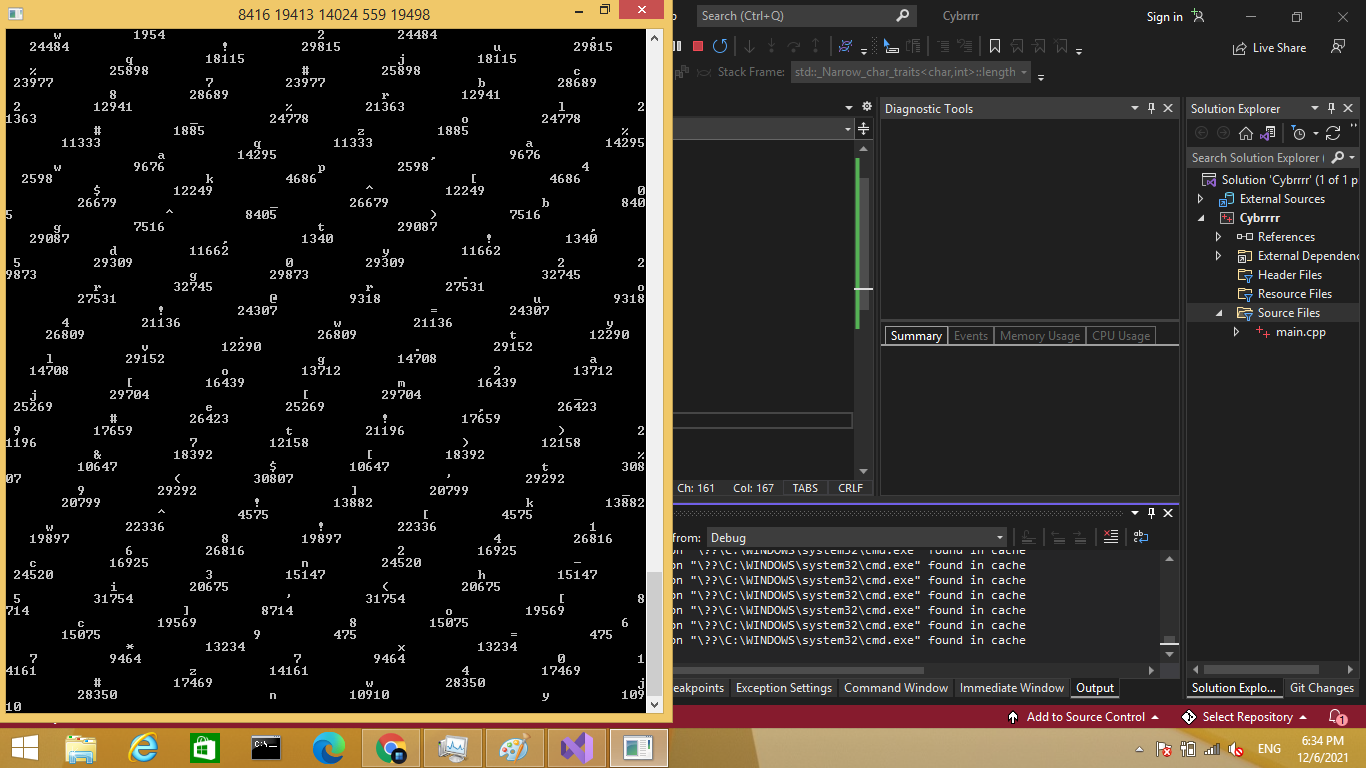 8416 19413 14024 559 19498
w 1954 2 24484
24484 ! 29815 u , 29815
q 18115 j 18115
% 25898 # 25898 c
23977 7 23977 b 28689
8 28689 r 12941
2 12941 % 21363 l 2
1363 _ 24778 o 24778
# 1885 z 1885 %
11333 q 11333 a 14295
a 14295 , 9676
w 9676 p 2598 4
2598 k 4686 [ 4686
$ 12249 ^ 12249 0
26679 _ 26679 b 840
5 ^ 8405 ) 7516
g 7516 t 29087 ,
29087 , 1340 ! 1340
d 11662 y 11662
5 29309 0 29309 2 2
9873 g 29873 . 32745
r 32745 r 27531 o
27531 @ 9318 u 9318
! 24307 = 24307
4 21136 w 21136 y
26809 . 26809 t 12290
v 12290 . 29152
l 29152 g 14708 a
14708 o 13712 2 13712
[ 16439 m 16439
j 29704 [ 29704 _
25269 e 25269 , 26423
# 26423 ! 17659
9 17659 t 21196 ) 2
1196 7 12158 ) 12158
& 18392 [ 18392 %
10647 $ 10647 t 308
07 ( 30807 ' 29292
9 29292 ] 20799 _
20799 ! 13882 k 13882
^ 4575 [ 4575
w 22336 ! 22336 1
19897 8 19897 4 26816
6 26816 2 16925
c 16925 n 24520 _
24520 3 15147 h 15147
i 20675 ( 20675
5 31754 ' 31754 [ 8
714 ] 8714 o 19569
c 19569 8 15075 6
15075 9 475 = 475
* 13234 x 13234
7 9464 7 9464 0 1
4161 z 14161 4 17469
# 17469 w 28350 j
28350 n 10910 y 109
10
Search (Ctrl+Q)
Cybrrrr
Sign in
Live Share
Stack Frame: std::_Narrow_char_traits<char,int>::length
Diagnostic Tools
Summary Events Memory Usage CPU Usage
Solution Explorer
Search Solution Explorer (
Solution 'Cybrrrr' (1 of 1 p
External Sources
Cybrrrr
References
External Dependenc
Header Files
Resource Files
Source Files
main.cpp
Ch: 161 Col: 167 TABS CRLF
from: Debug
on "\??\C:\WINDOWS\system32\cmd.exe" found in cache
on "\??\C:\WINDOWS\system32\cmd.exe" found in cache
on "\??\C:\WINDOWS\system32\cmd.exe" found in cache
on "\??\C:\WINDOWS\system32\cmd.exe" found in cache
on "\??\C:\WINDOWS\system32\cmd.exe" found in cache
on "\??\C:\WINDOWS\system32\cmd.exe" found in cache
on "\??\C:\WINDOWS\system32\cmd.exe" found in cache
eakpoints Exception Settings Command Window Immediate Window Output
Solution Explo... Git Changes
Add to Source Control Select Repository 1
ENG
6:34 PM
12/6/2021